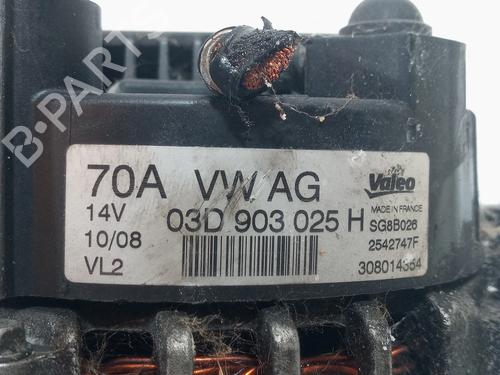 B-PARTS
70A VW AG Valeo
14V 03D 903 025 H MADE IN FRANCE
SG8B026
10/08 2542747F
VL2 308014354